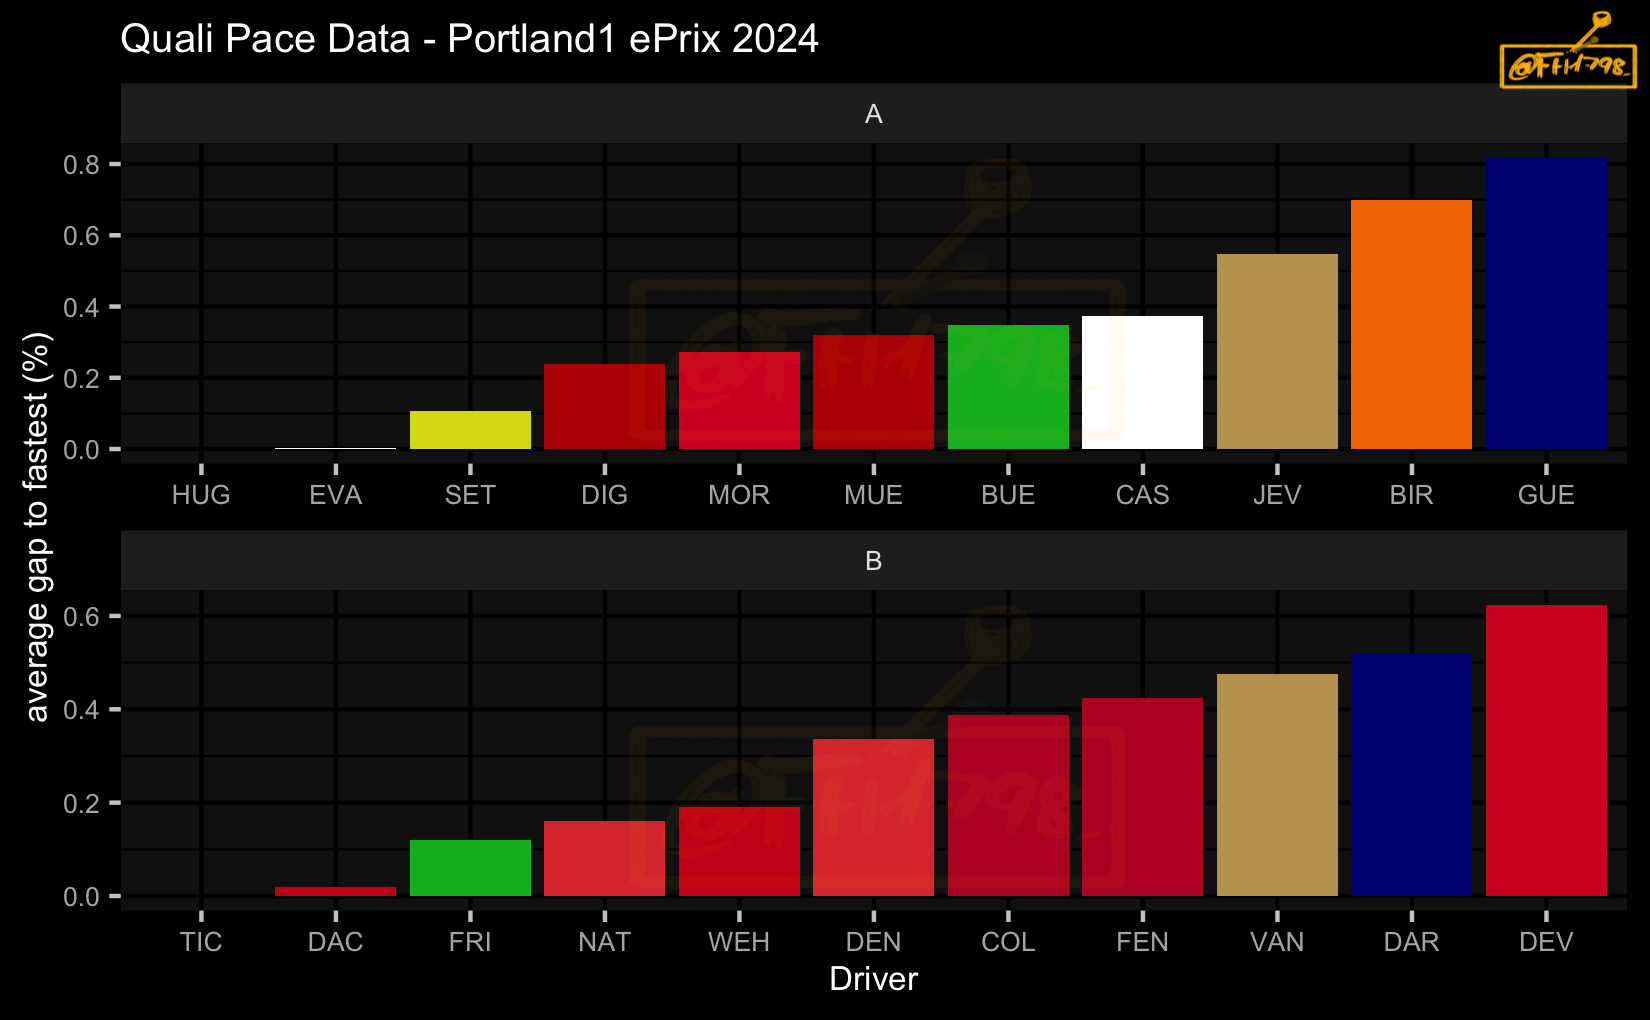 Quali Pace Data - Portland1 ePrix 2024
@FFH798_
A
0.8
0.6
0.4
0.2
0.0
HUG EVA SET DIG MOR MUE BUE CAS JEV BIR GUE
average gap to fastest (%)
B
0.6
0.4
0.2
0.0
TIC DAC FRI NAT WEH DEN COL FEN VAN DAR DEV
Driver